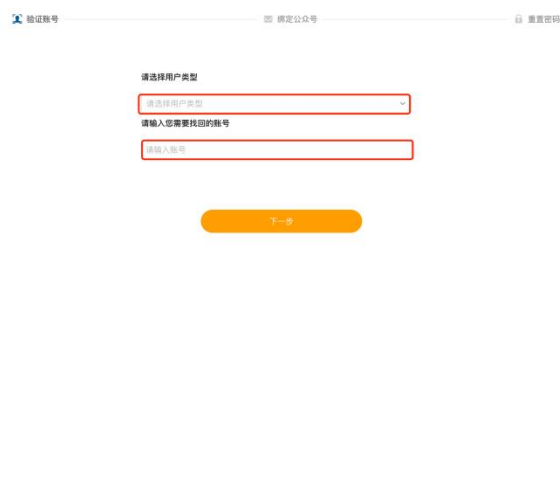 验证账号 绑定公众号 重置密码
请选择用户类型
请选择用户类型
请输入您需要找回的账号
请输入账号
下一步